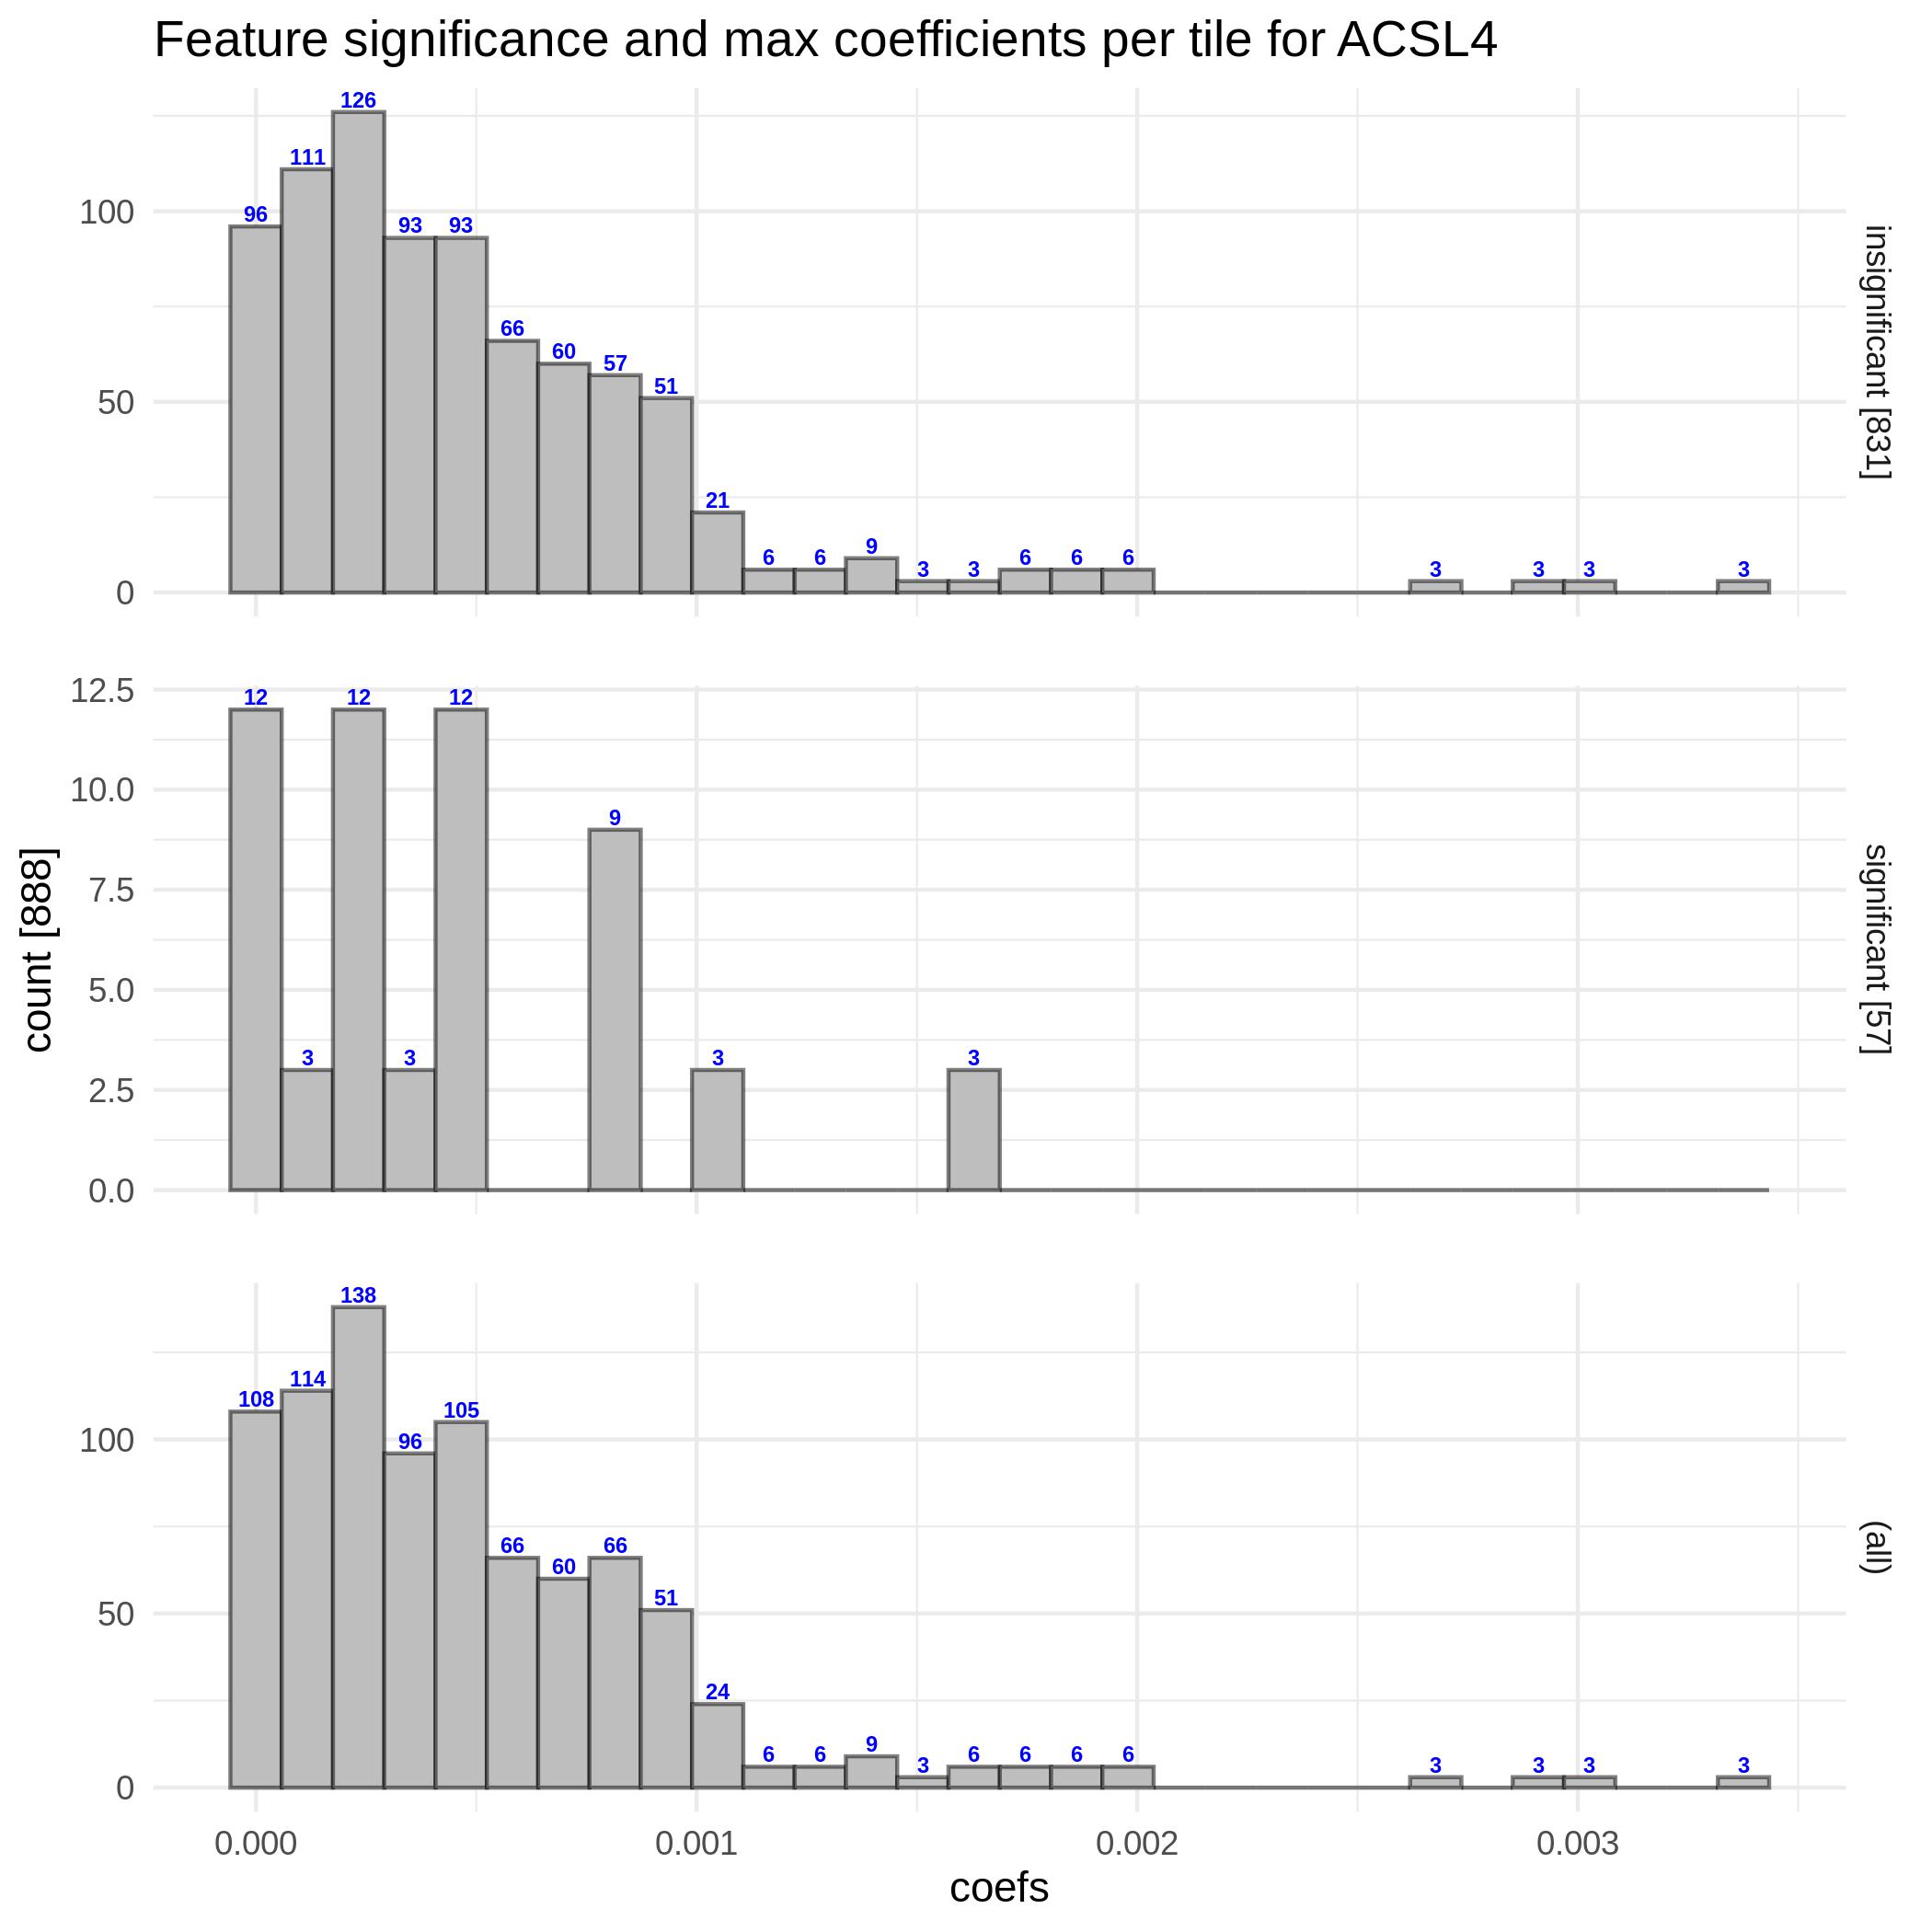 Feature significance and max coefficients per tile for ACSL4
126
111
96
93 93
66
60
57
51
21
6 6 9 3 3 6 6 6 3 3 3 3
100
50
0
insignificant [831]
12.5
12 12 12
10.0
9
7.5
5.0
3 3 3 3
2.5
0.0
count [888]
significant [57]
138
114
108
105
96
66 60 66
51
24
6 6 9 3 6 6 6 6 3 3 3 3
100
50
0
(all)
0.000 0.001 0.002 0.003
coefs